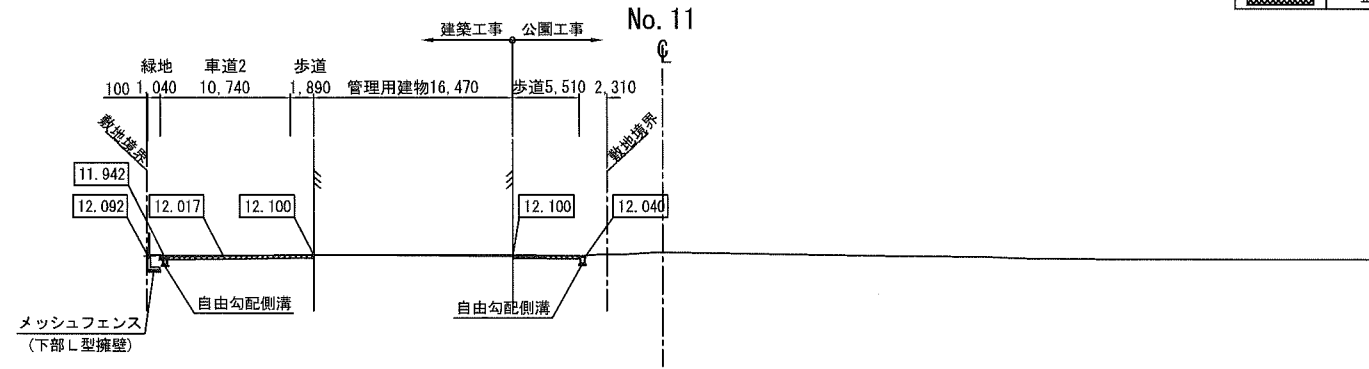 No. 11
建築工事 公園工事
緑地 車道2 歩道
100 1,040 10,740 1,890 管理用建物16,470 歩道5,510 2,310
敷地境界 敷地境界
11.942
12.092 12.017 12.100 12.100 12.040
自由勾配側溝 自由勾配側溝
メッシュフェンス
(下部L型擁壁)